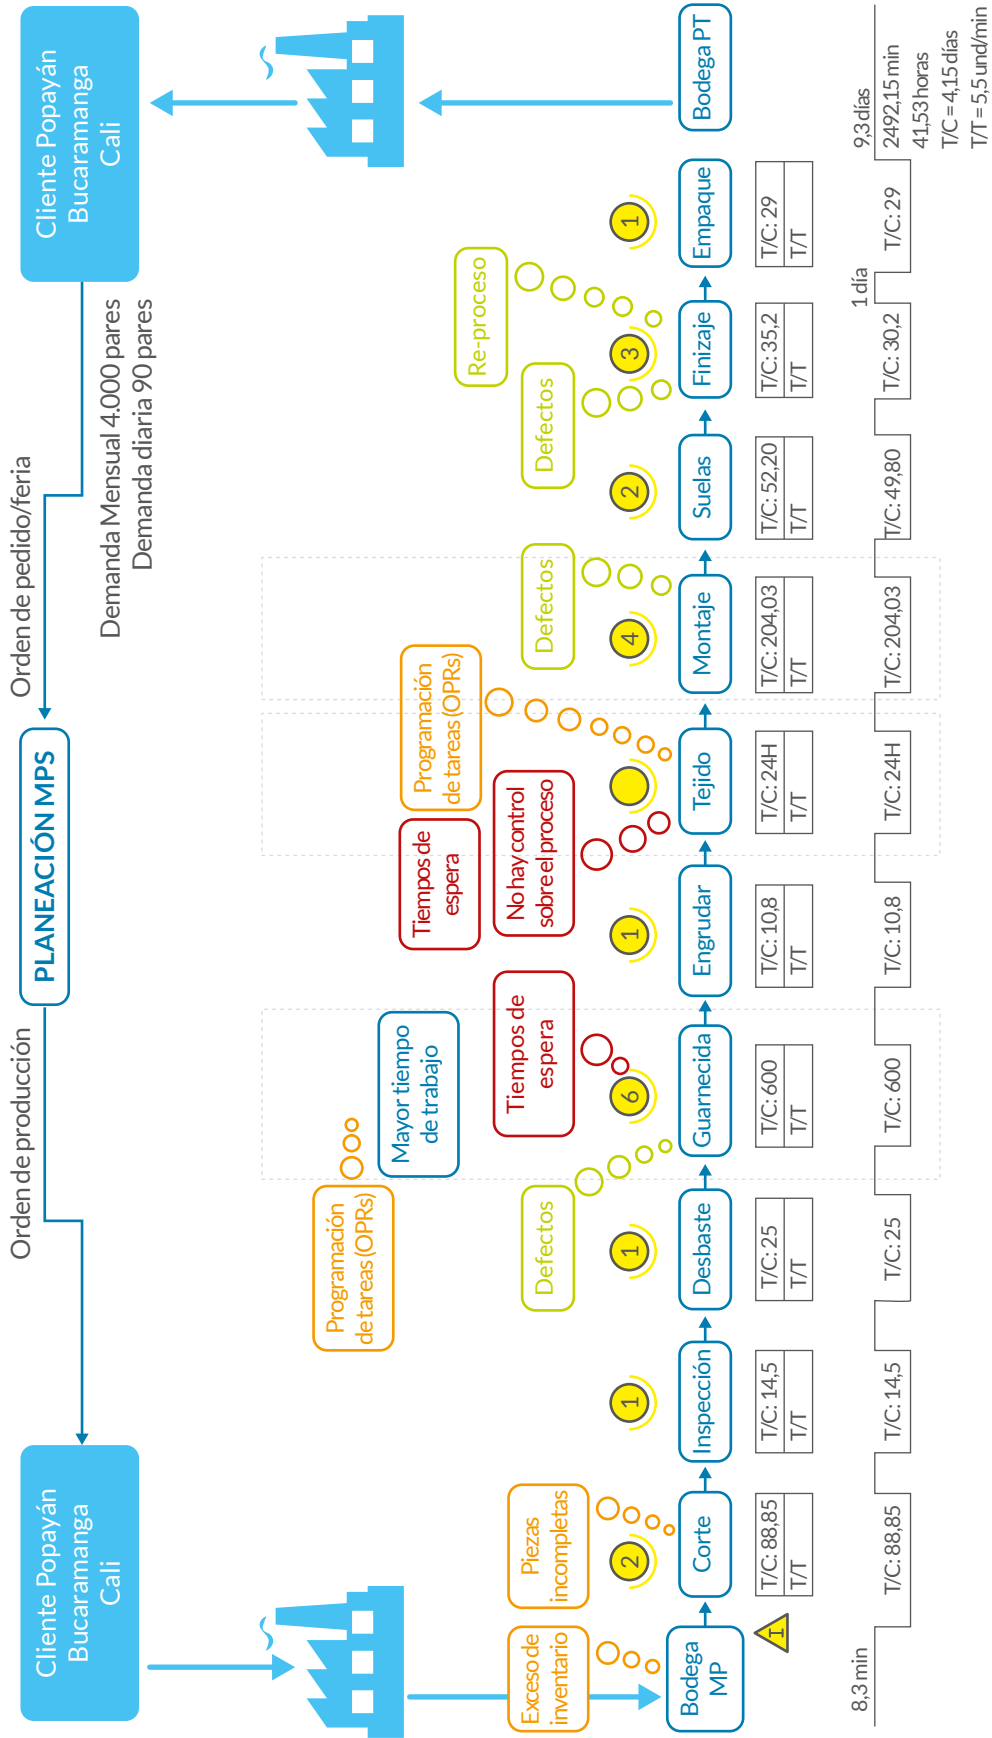 Cliente Popayán
Bucaramanga
Cali
Orden de producción
PLANEACIÓN MPS
Orden de pedido/feria
Cliente Popayán
Bucaramanga
Cali
Demanda Mensual 4.000 pares
Demanda diaria 90 pares
Programación
de tareas (OPRs)
Mayor tiempo
de trabajo
Tiempos de
espera
Programación
de tareas (OPRs)
Re-proceso
Exceso de
inventario
Piezas
incompletas
Defectos
Tiempos de
espera
No hay control
sobre el proceso
Defectos
Defectos
2
1
1
6
1
4
2
3
1
Bodega
MP
Corte
Inspección
Desbaste
Guarnecida
Engrudar
Tejido
Montaje
Suelas
Finizaje
Empaque
Bodega PT
I
T/C: 88,85
T/T
T/C: 14,5
T/T
T/C: 25
T/T
T/C: 600
T/T
T/C: 10,8
T/T
T/C: 24H
T/T
T/C: 204,03
T/T
T/C: 52,20
T/T
T/C: 35,2
T/T
T/C: 29
T/T
8,3 min
1 día
9,3 días
T/C: 88,85
T/C: 14,5
T/C: 25
T/C: 600
T/C: 10,8
T/C: 24H
T/C: 204,03
T/C: 49,80
T/C: 30,2
T/C: 29
2492,15 min
41,53 horas
T/C = 4,15 días
T/T = 5,5 und/min